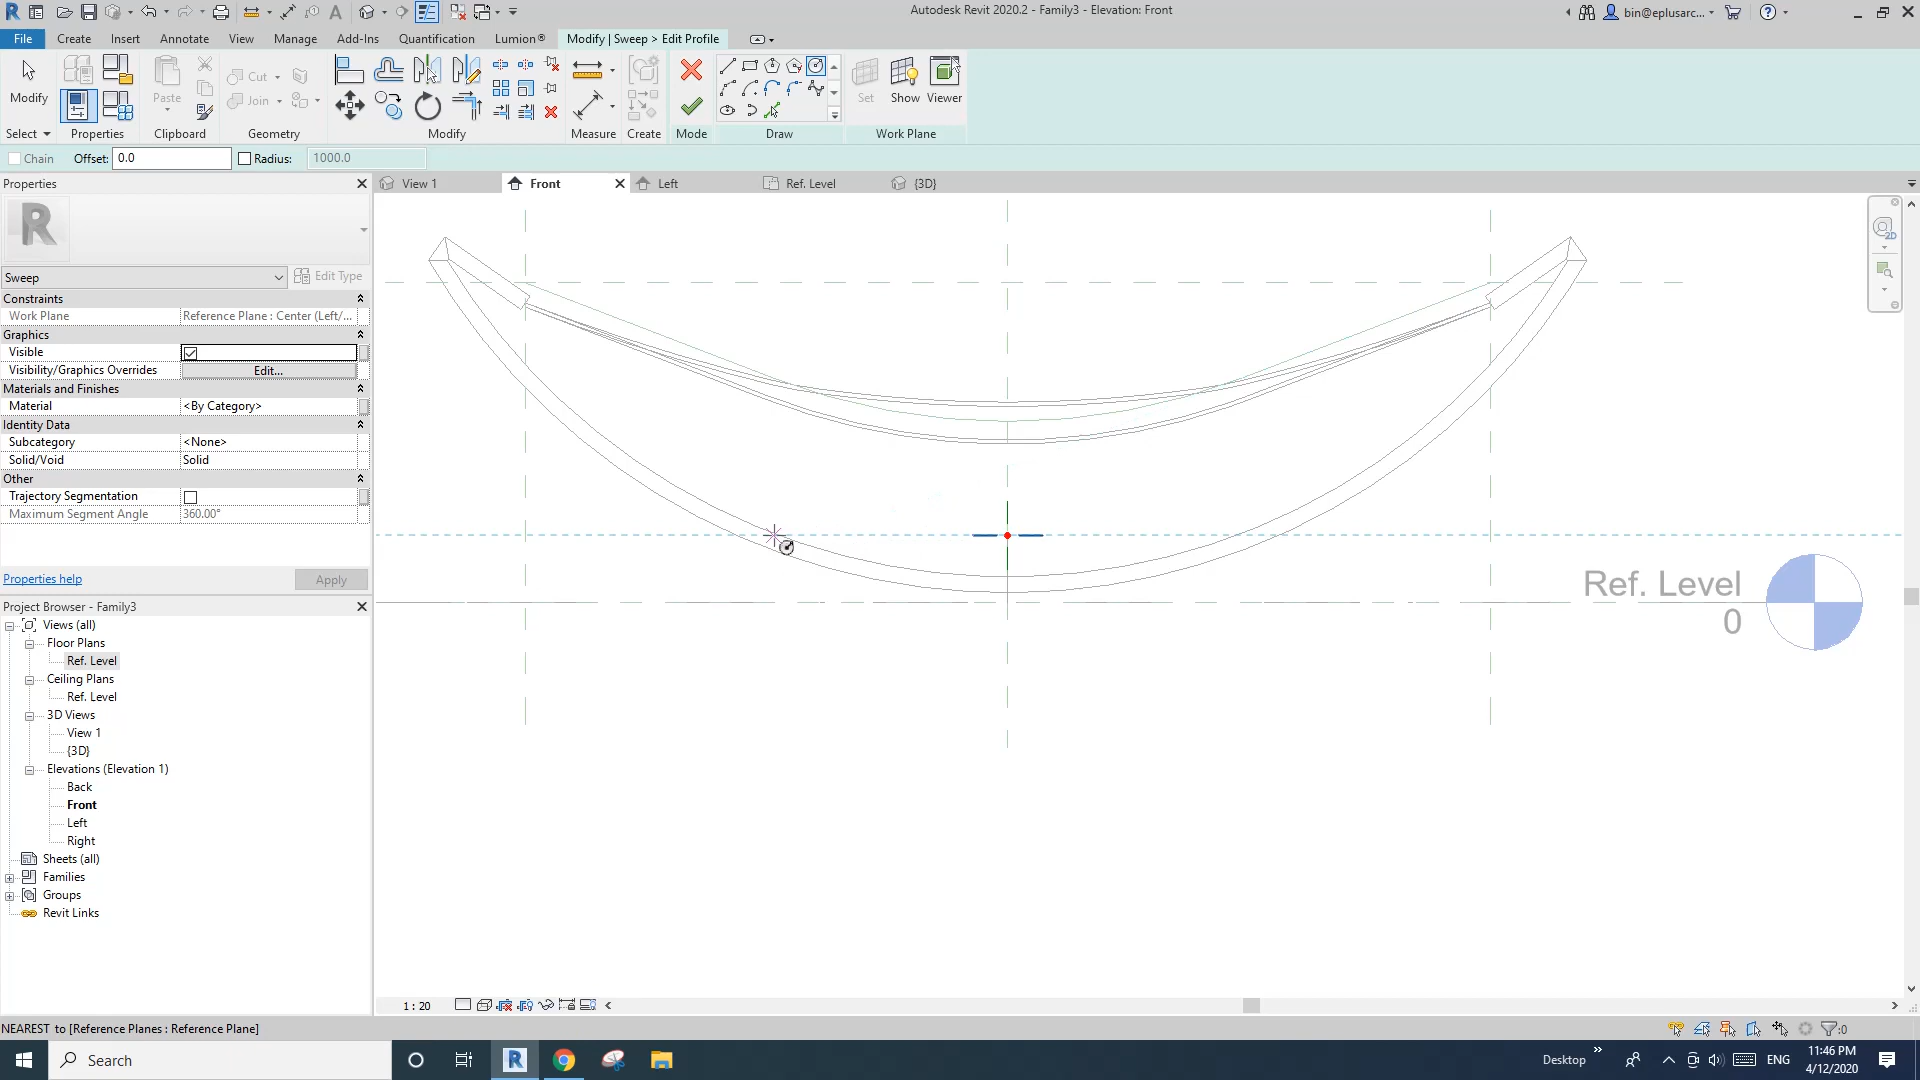 Autodesk Revit 2020.2 - Family3 - Elevation: Front
bin@eplusarc...
File
Create
Insert
Annotate
View
Manage
Add-Ins
Quantification
Lumion®
Modify | Sweep > Edit Profile
Modify
Paste
Cut
Join
Set
Show
Viewer
Select
Properties
Clipboard
Geometry
Modify
Measure
Create
Mode
Draw
Work Plane
Chain
Offset: 0.0
Radius: 1000.0
Properties
View 1
Front
Left
Ref. Level
{3D}
Sweep
Edit Type
Constraints
Work Plane Reference Plane : Center (Left/...
Graphics
Visible
Visibility/Graphics Overrides Edit...
Materials and Finishes
Material <By Category>
Identity Data
Subcategory <None>
Solid/Void Solid
Other
Trajectory Segmentation
Maximum Segment Angle 360.00°
Properties help
Apply
Project Browser - Family3
Views (all)
Floor Plans
Ref. Level
Ceiling Plans
Ref. Level
3D Views
View 1
{3D}
Elevations (Elevation 1)
Back
Front
Left
Right
Sheets (all)
Families
Groups
Revit Links
Ref. Level
0
2D
1 : 20
NEAREST to [Reference Planes : Reference Plane]
:0
Search
Desktop
ENG
11:46 PM
4/12/2020